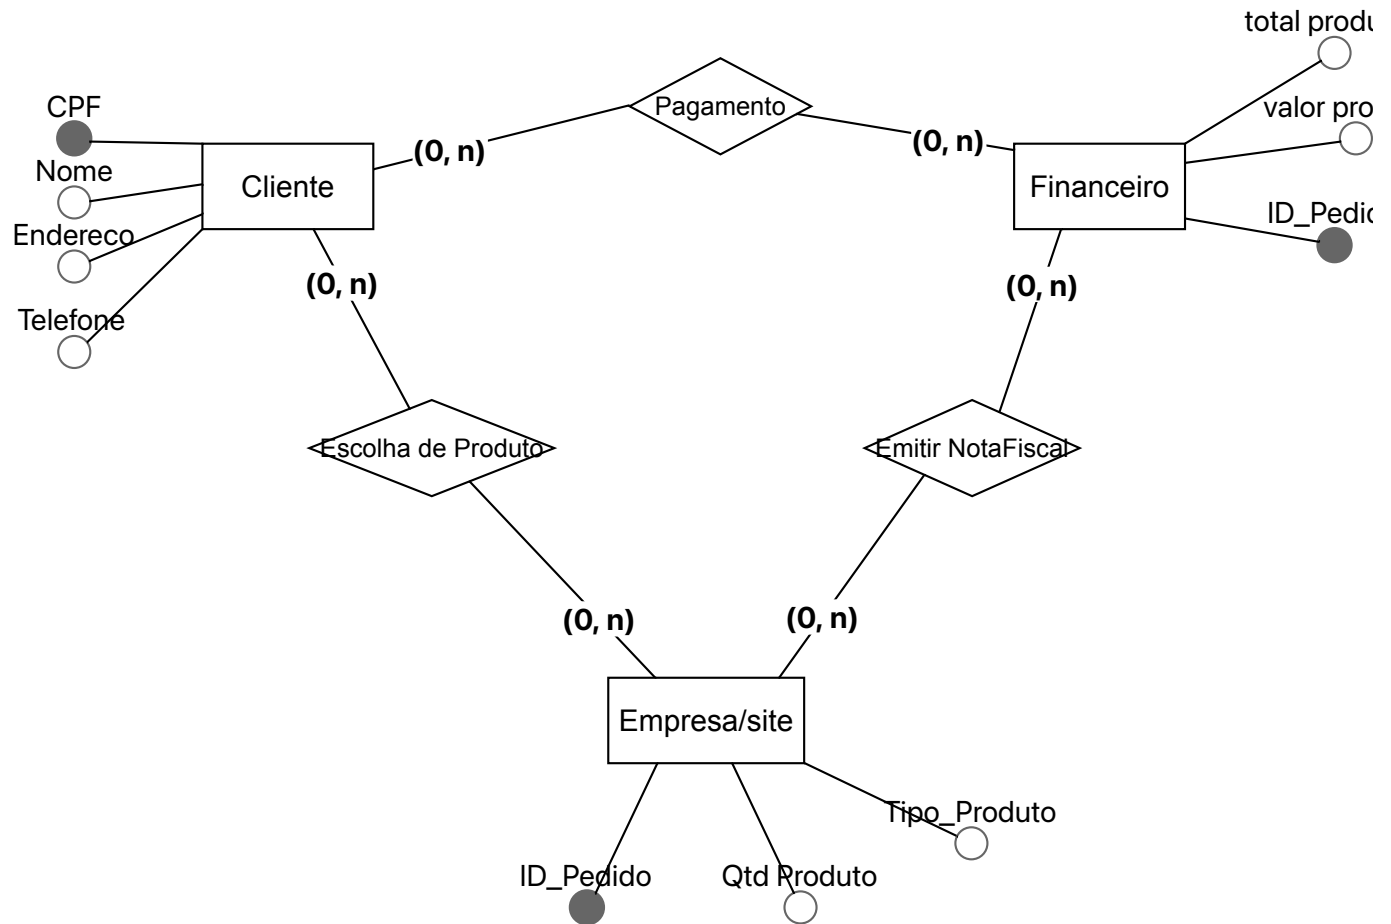 total produ
CPF
Pagamento
valor pro
(0, n)
(0, n)
Nome
Cliente
Financeiro
ID_Pedid
Endereco
(0, n)
(0, n)
Telefone
Escolha de Produto
Emitir NotaFiscal
(0, n)
(0, n)
Empresa/site
Tipo_Produto
ID_Pedido
Qtd Produto